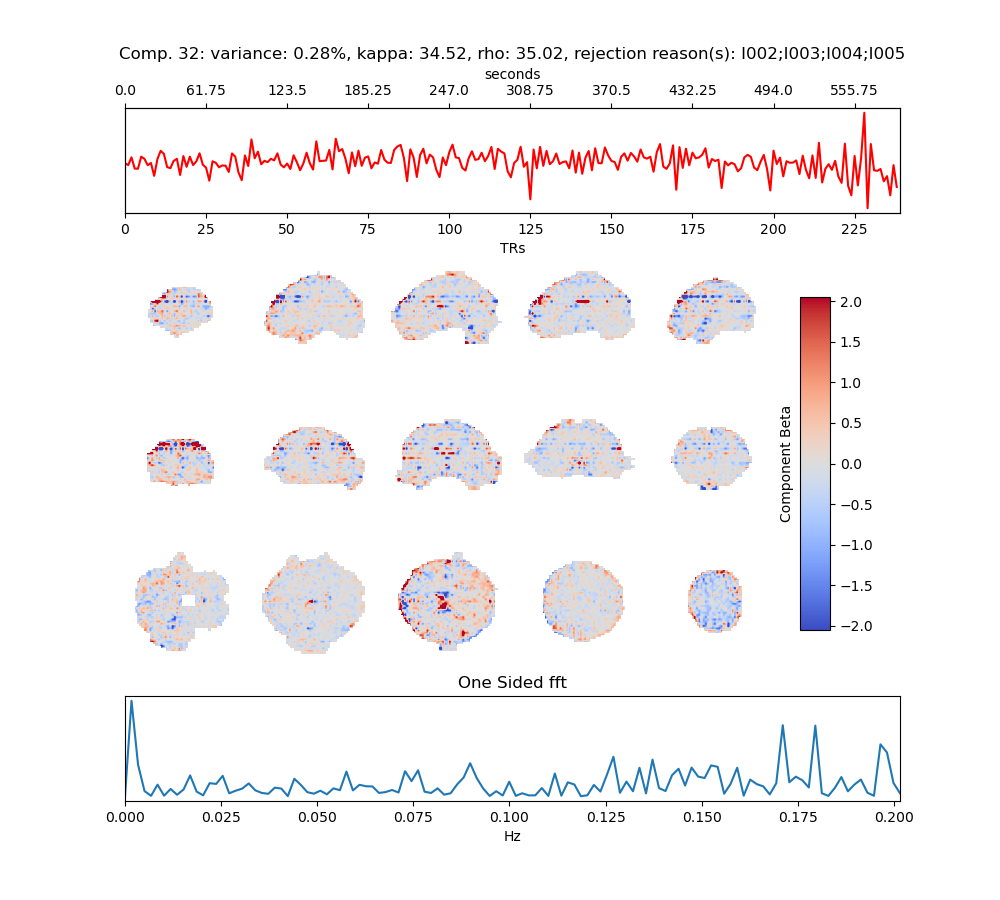 Comp. 32: variance: 0.28%, kappa: 34.52, rho: 35.02, rejection reason(s): I002;I003;I004;I005
seconds
0.0 61.75 123.5 185.25 247.0 308.75 370.5 432.25 494.0 555.75
0 25 50 75 100 125 150 175 200 225
TRs
2.0
1.5
1.0
0.5
0.0
−0.5
−1.0
−1.5
−2.0
Component Beta
One Sided fft
0.000 0.025 0.050 0.075 0.100 0.125 0.150 0.175 0.200
Hz